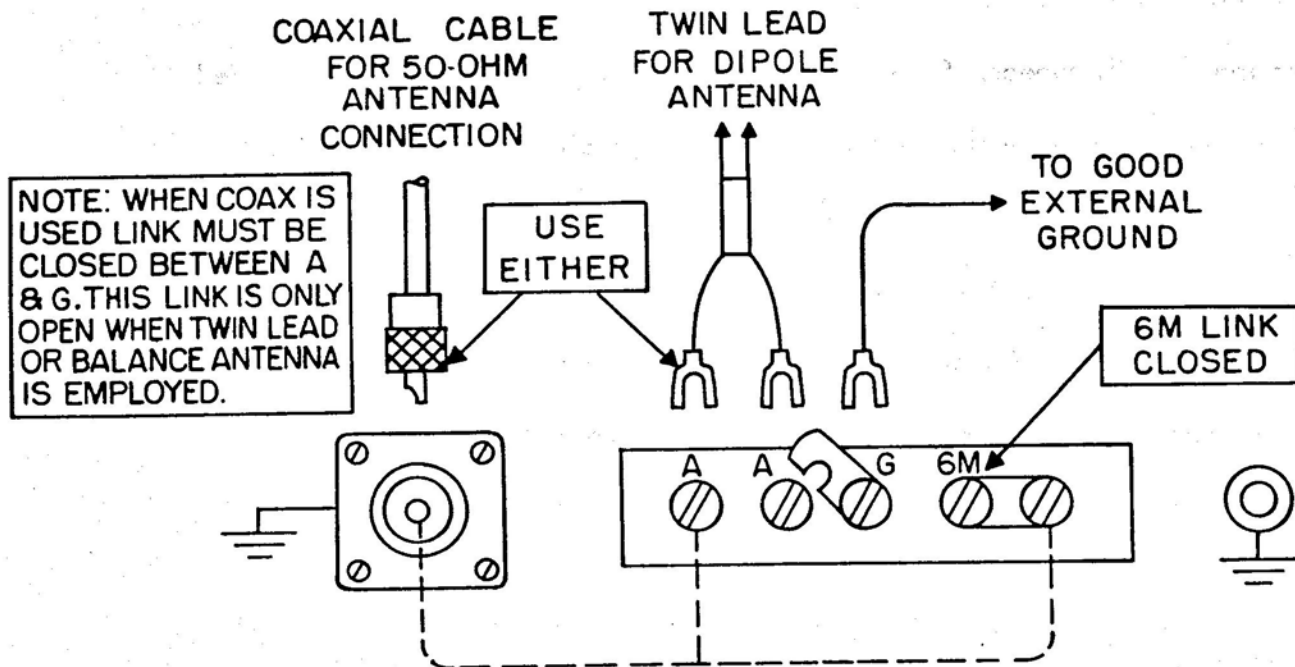 COAXIAL CABLE
FOR 50-OHM
ANTENNA
CONNECTION
TWIN LEAD
FOR DIPOLE
ANTENNA
NOTE: WHEN COAX IS
USED LINK MUST BE
CLOSED BETWEEN A
& G. THIS LINK IS ONLY
OPEN WHEN TWIN LEAD
OR BALANCE ANTENNA
IS EMPLOYED.
USE
EITHER
TO GOOD
EXTERNAL
GROUND
6M LINK
CLOSED
A A G 6M